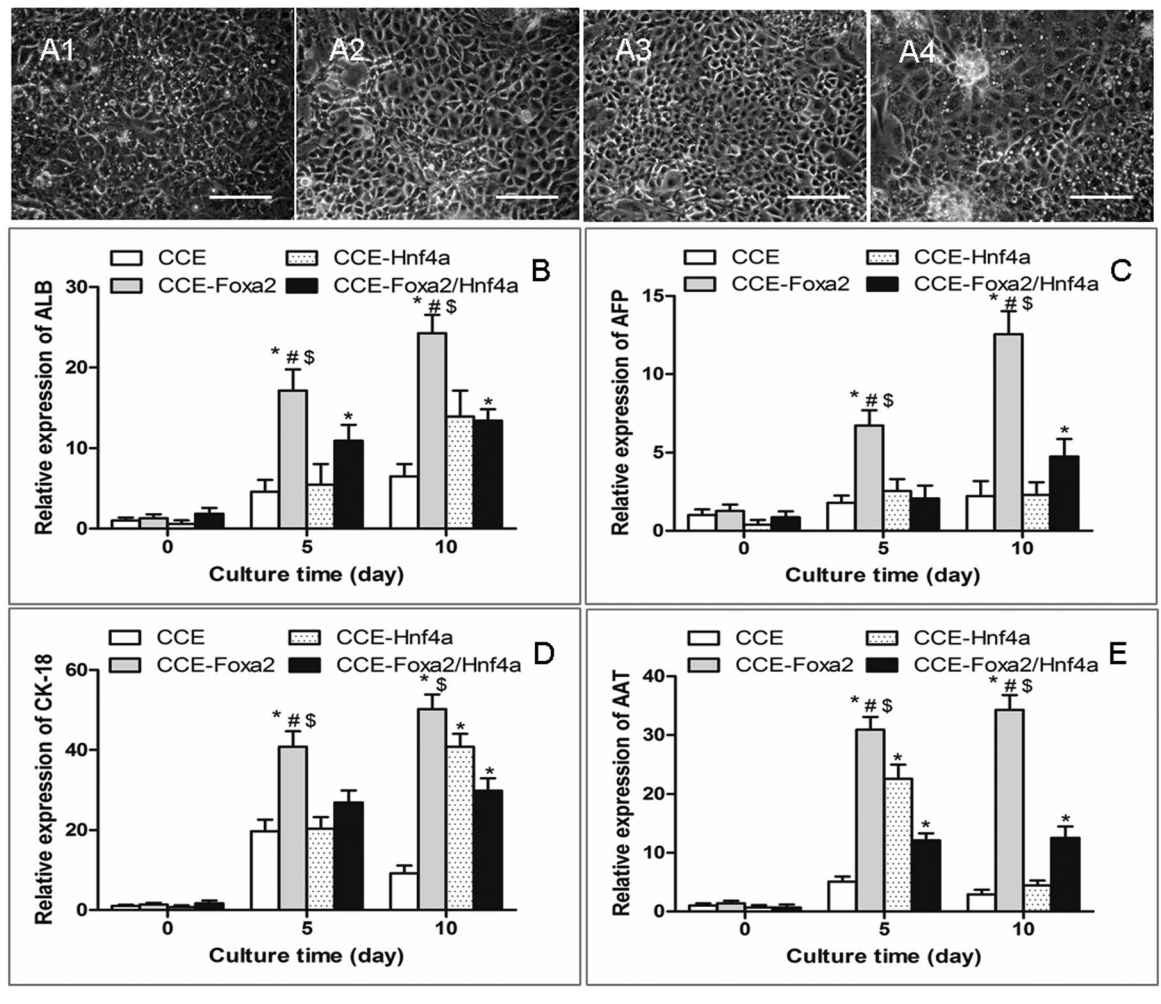 A1 A2 A3 A4
B
CCE CCE-Hnf4a
CCE-Foxa2 CCE-Foxa2/Hnf4a
Relative expression of ALB
30
20
10
0
* # $
*
* # $
*
0 5 10
Culture time (day)
C
CCE CCE-Hnf4a
CCE-Foxa2 CCE-Foxa2/Hnf4a
Relative expression of AFP
15
12
9
6
3
0
* # $
* # $
*
0 5 10
Culture time (day)
D
CCE CCE-Hnf4a
CCE-Foxa2 CCE-Foxa2/Hnf4a
Relative expression of CK-18
60
40
20
0
* # $
* $
*
*
0 5 10
Culture time (day)
E
CCE CCE-Hnf4a
CCE-Foxa2 CCE-Foxa2/Hnf4a
Relative expression of AAT
40
30
20
10
0
* # $
*
*
* # $
*
0 5 10
Culture time (day)